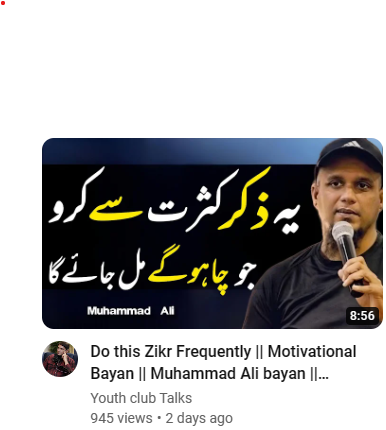 یہ ذکر کثرت سے کرو
جو چاہو گے مل جائے گا
Muhammad Ali
8:56
Do this Zikr Frequently || Motivational
Bayan || Muhammad Ali bayan ||...
Youth club Talks
945 views • 2 days ago